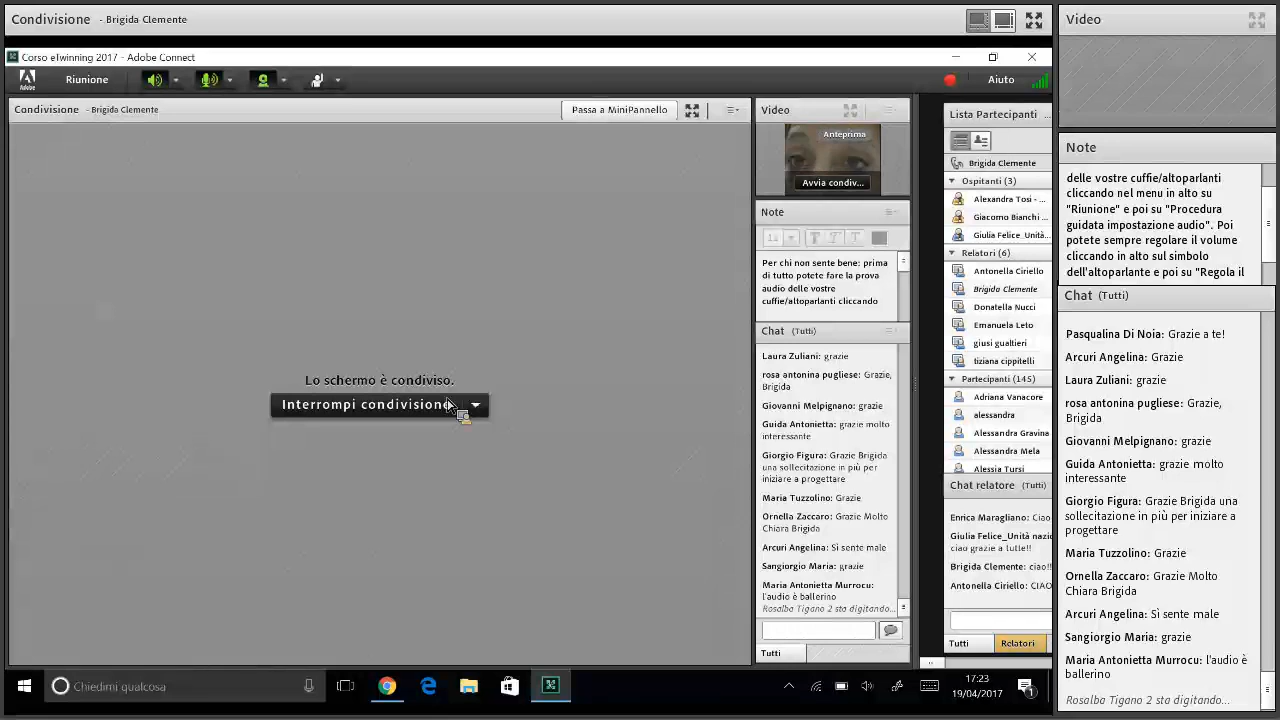 Condivisione - Brigida Clemente
Corso eTwinning 2017 - Adobe Connect
Adobe
Riunione
Aiuto
Condivisione - Brigida Clemente
Passa a MiniPannello
Lo schermo è condiviso.
Interrompi condivisione
Video
Anteprima
Avvia condiv...
Note
Per chi non sente bene: prima
di tutto potete fare la prova
audio delle vostre
cuffie/altoparlanti cliccando
Chat (Tutti)
Laura Zuliani: grazie
rosa antonina pugliese: Grazie,
Brigida
Giovanni Melpignano: grazie
Guida Antonietta: grazie molto
interessante
Giorgio Figura: Grazie Brigida
una sollecitazione in più per
iniziare a progettare
Maria Tuzzolino: Grazie
Ornella Zaccaro: Grazie Molto
Chiara Brigida
Arcuri Angelina: Sì sente male
Sangiorgio Maria: grazie
Maria Antonietta Murrocu:
l'audio è ballerino
Rosalba Tigano 2 sta digitando...
Tutti
Lista Partecipanti ...
Brigida Clemente
Ospitanti (3)
Alexandra Tosi - ...
Giacomo Bianchi ...
Giulia Felice_Unità...
Relatori (6)
Antonella Ciriello
Brigida Clemente
Donatella Nucci
Emanuela Leto
giusi gualtieri
tiziana cippitelli
Partecipanti (145)
Adriana Vanacore
alessandra
Alessandra Gravina
Alessandra Mela
Alessia Tursi
Chat relatore (Tutti)
Enrica Maragliano: Ciao
Giulia Felice_Unità nazio
ciao grazie a tutte!!
Brigida Clemente: ciao!!
Antonella Ciriello: CIAO
Tutti
Relatori
Video
Note
delle vostre cuffie/altoparlanti
cliccando nel menu in alto su
"Riunione" e poi su "Procedura
guidata impostazione audio". Poi
potete sempre regolare il volume
cliccando in alto sul simbolo
dell'altoparlante e poi su "Regola il
Chat (Tutti)
Pasqualina Di Noia: Grazie a te!
Arcuri Angelina: Grazie
Laura Zuliani: grazie
rosa antonina pugliese: Grazie,
Brigida
Giovanni Melpignano: grazie
Guida Antonietta: grazie molto
interessante
Giorgio Figura: Grazie Brigida una
sollecitazione in più per iniziare a
progettare
Maria Tuzzolino: Grazie
Ornella Zaccaro: Grazie Molto
Chiara Brigida
Arcuri Angelina: Sì sente male
Sangiorgio Maria: grazie
Maria Antonietta Murrocu: l'audio è
ballerino
Rosalba Tigano 2 sta digitando...
Chiedimi qualcosa
17:23
19/04/2017
1